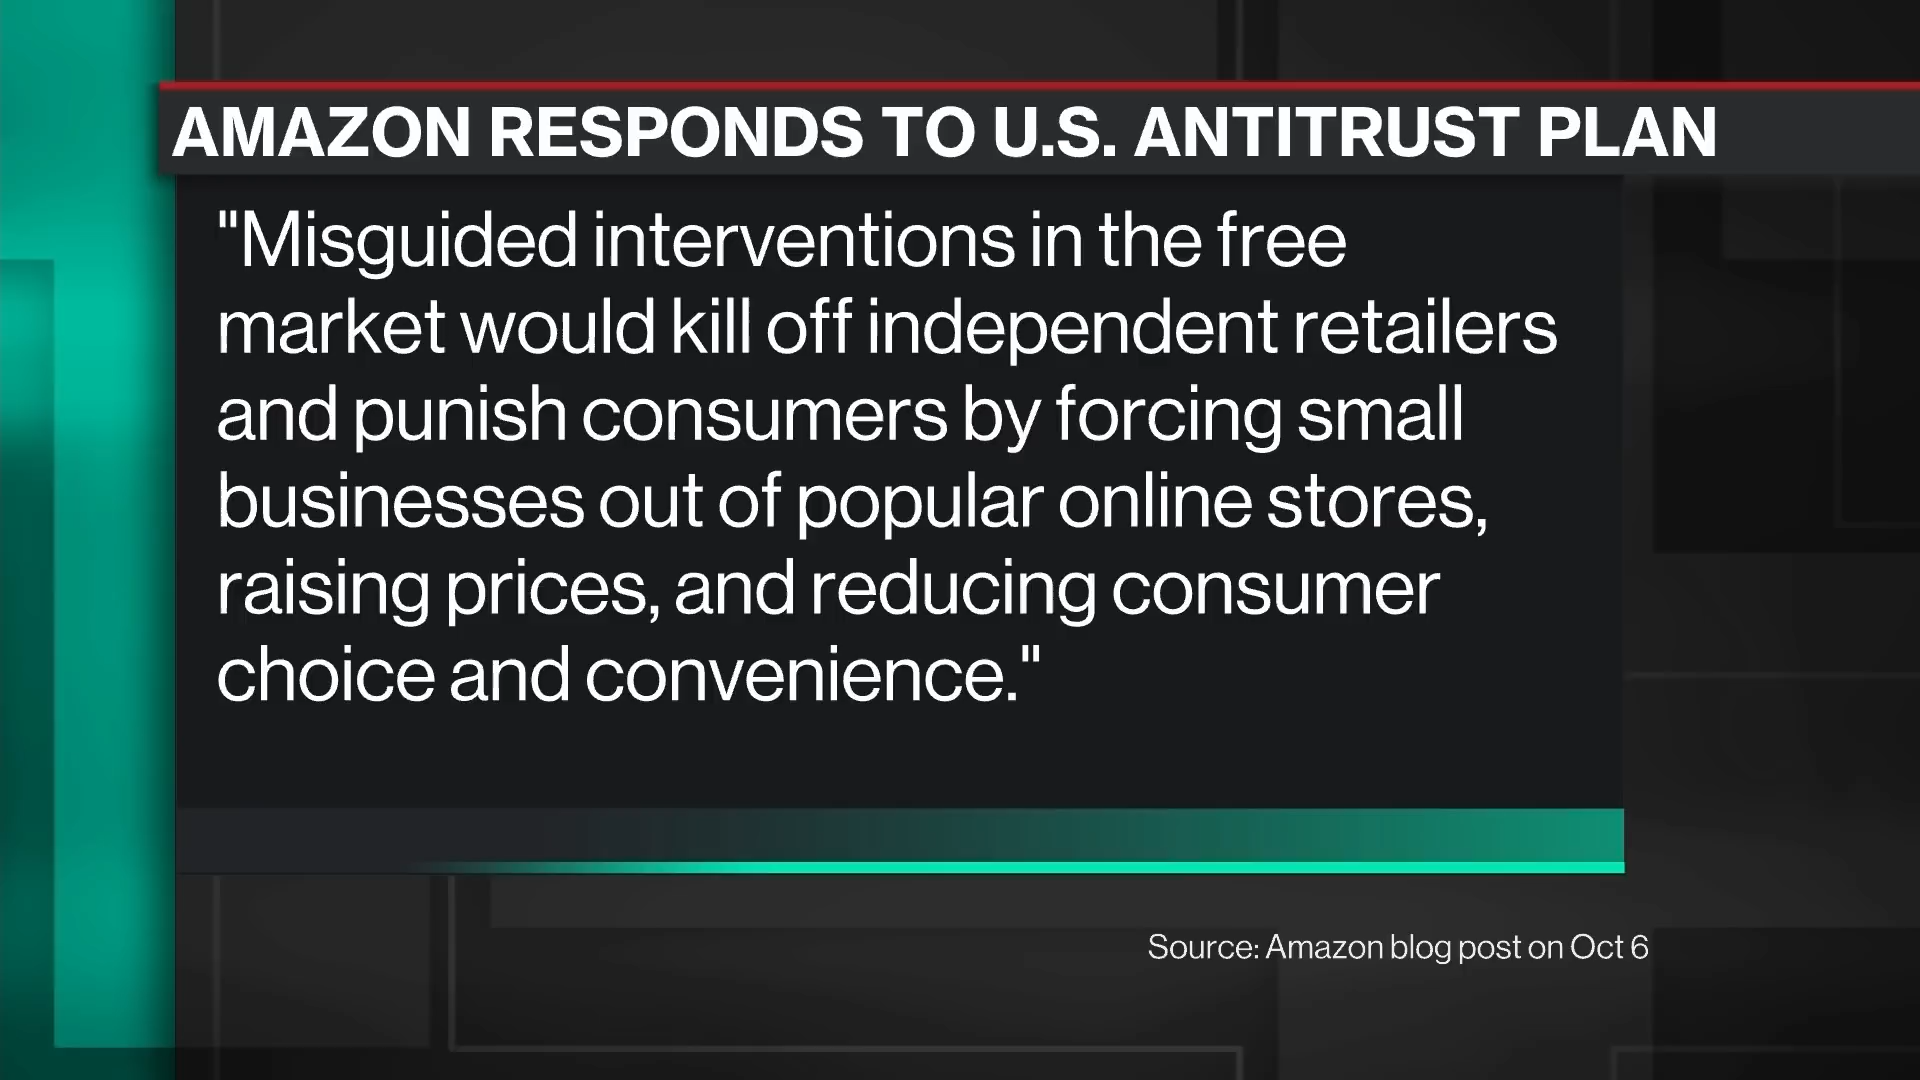 AMAZON RESPONDS TO U.S. ANTITRUST PLAN
"Misguided interventions in the free
market would kill off independent retailers
and punish consumers by forcing small
businesses out of popular online stores,
raising prices, and reducing consumer
choice and convenience."
Source: Amazon blog post on Oct 6